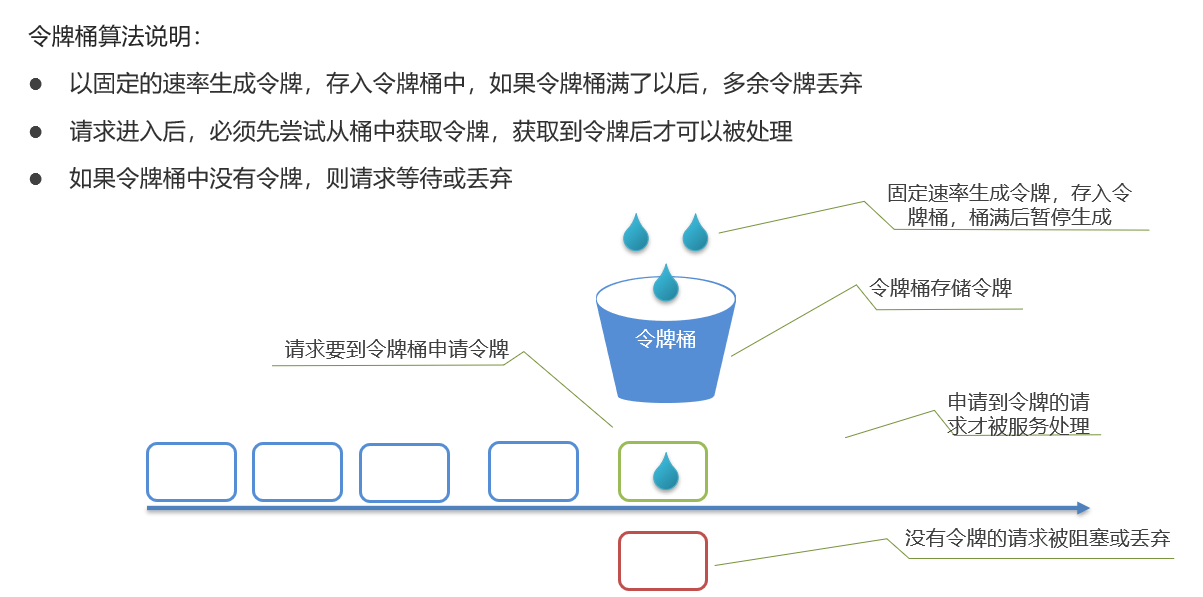 令牌桶算法说明：
● 以固定的速率生成令牌，存入令牌桶中，如果令牌桶满了以后，多余令牌丢弃
● 请求进入后，必须先尝试从桶中获取令牌，获取到令牌后才可以被处理
● 如果令牌桶中没有令牌，则请求等待或丢弃
固定速率生成令牌，存入令
牌桶，桶满后暂停生成
令牌桶存储令牌
令牌桶
请求要到令牌桶申请令牌
申请到令牌的请
求才被服务处理
没有令牌的请求被阻塞或丢弃